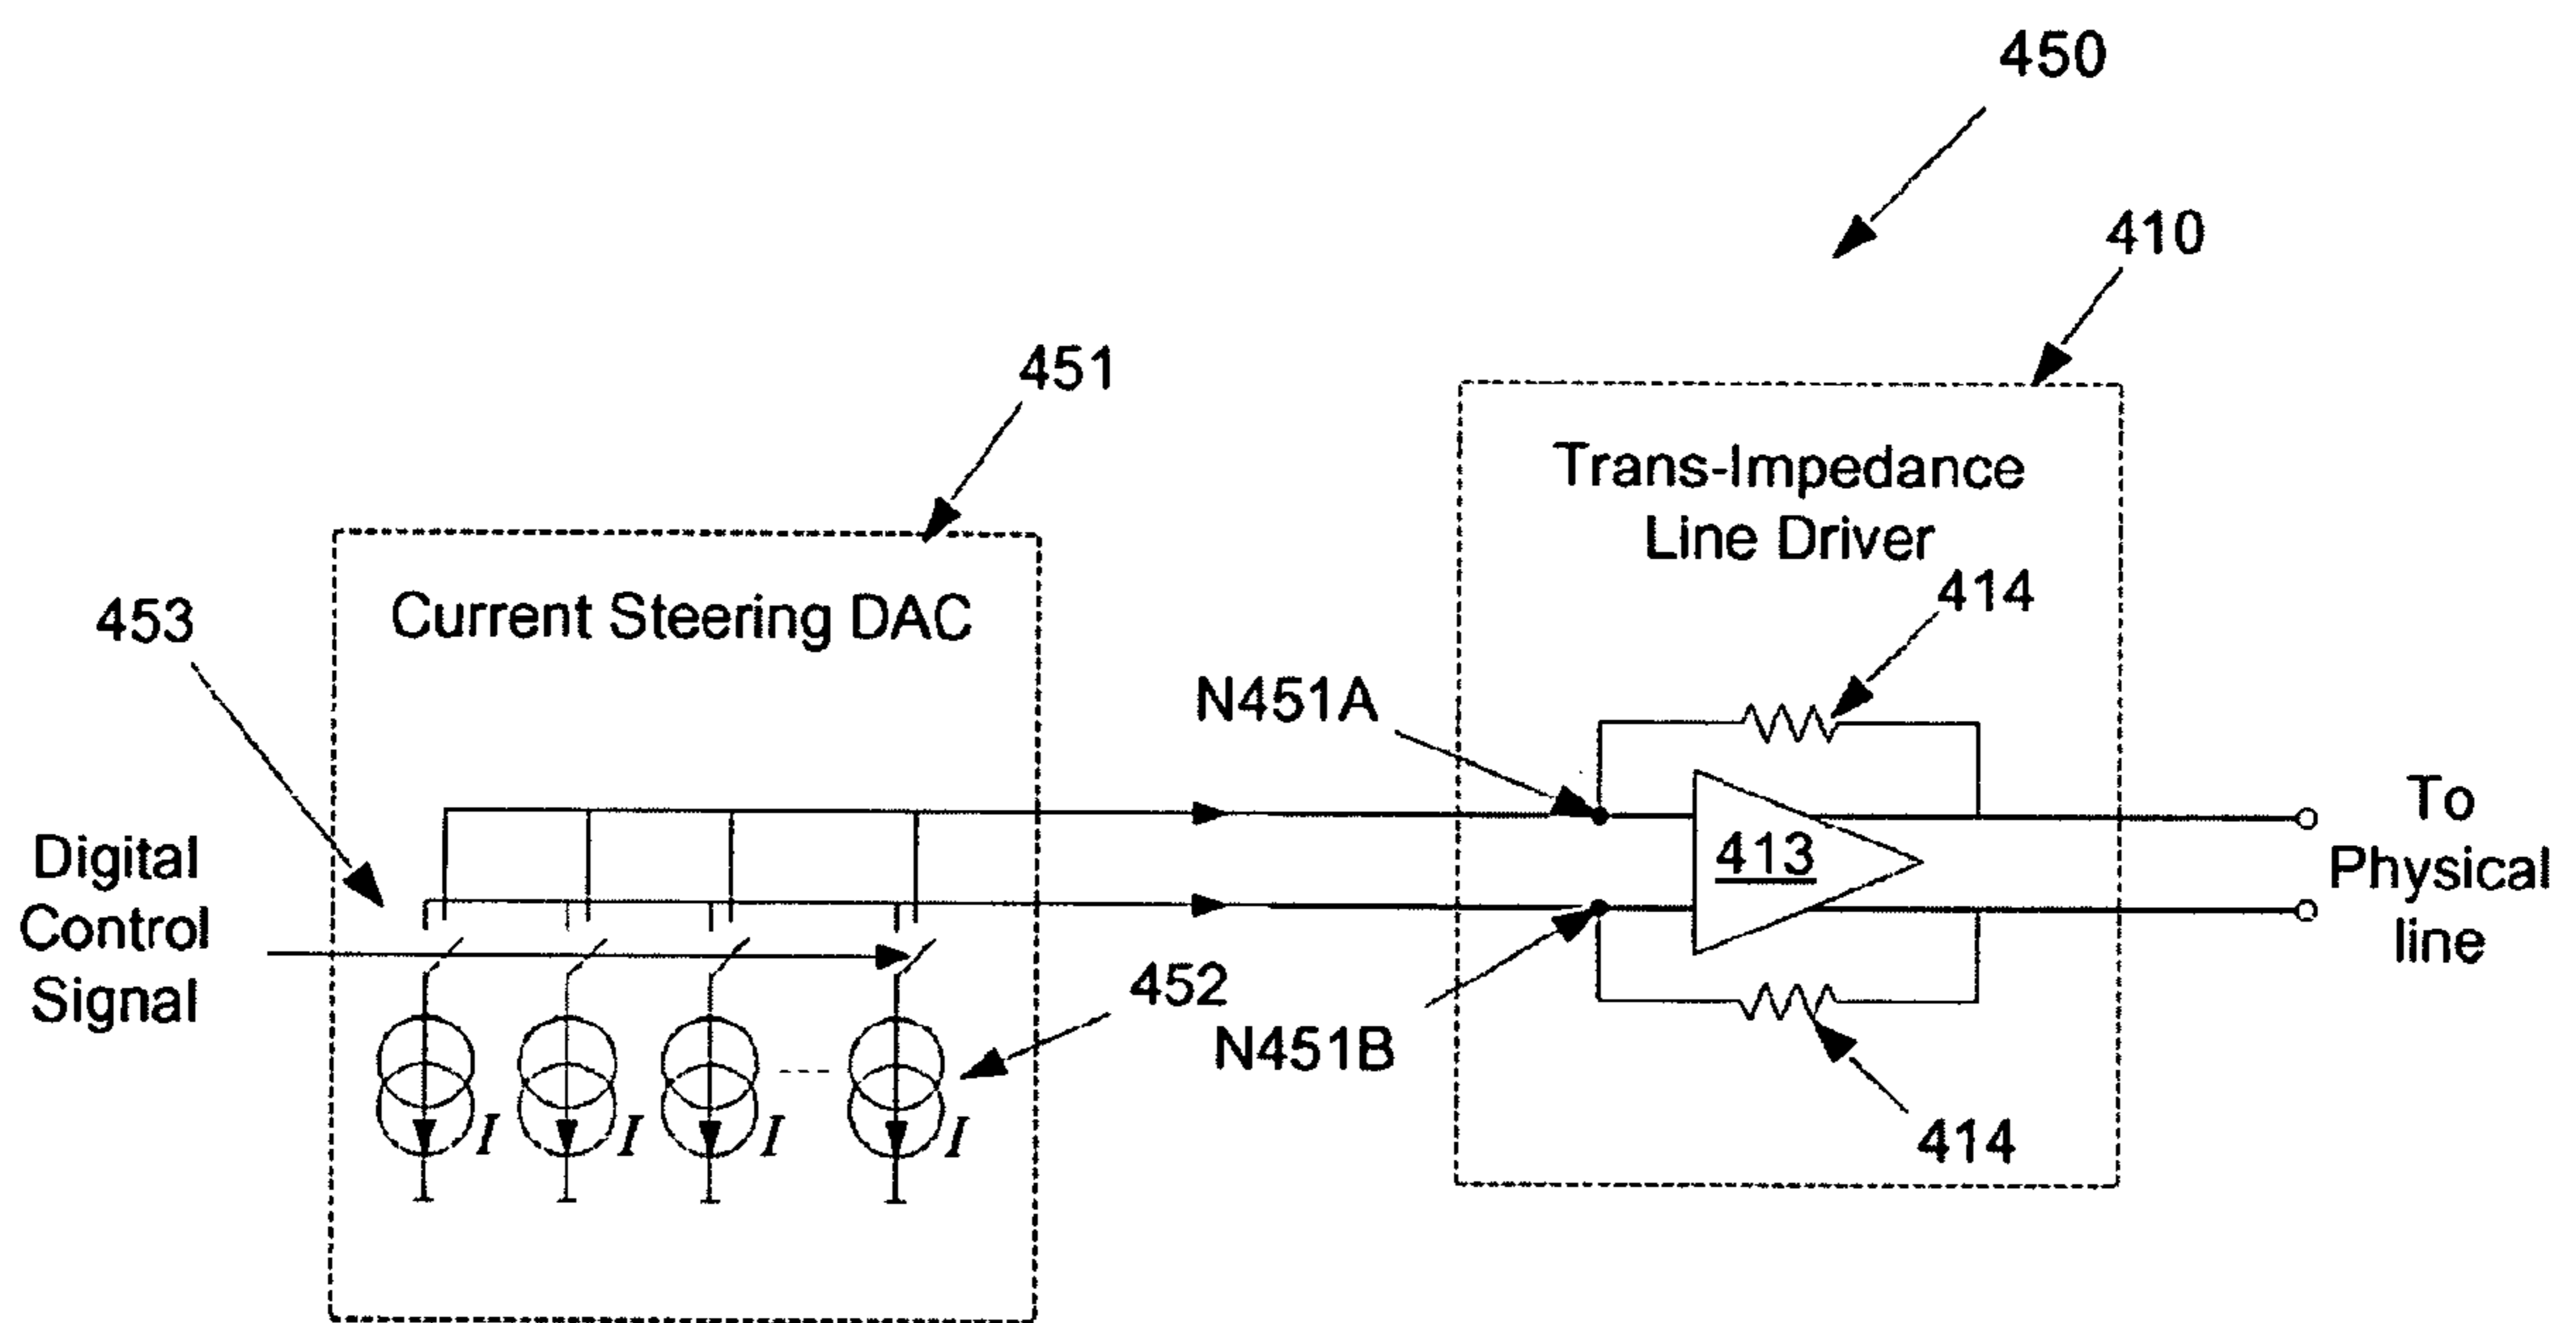 450
410
451
Trans-Impedance
Line Driver
414
453
Current Steering DAC
N451A
Digital
Control
Signal
413
To
Physical
line
452
N451B
I
I
I
I
414